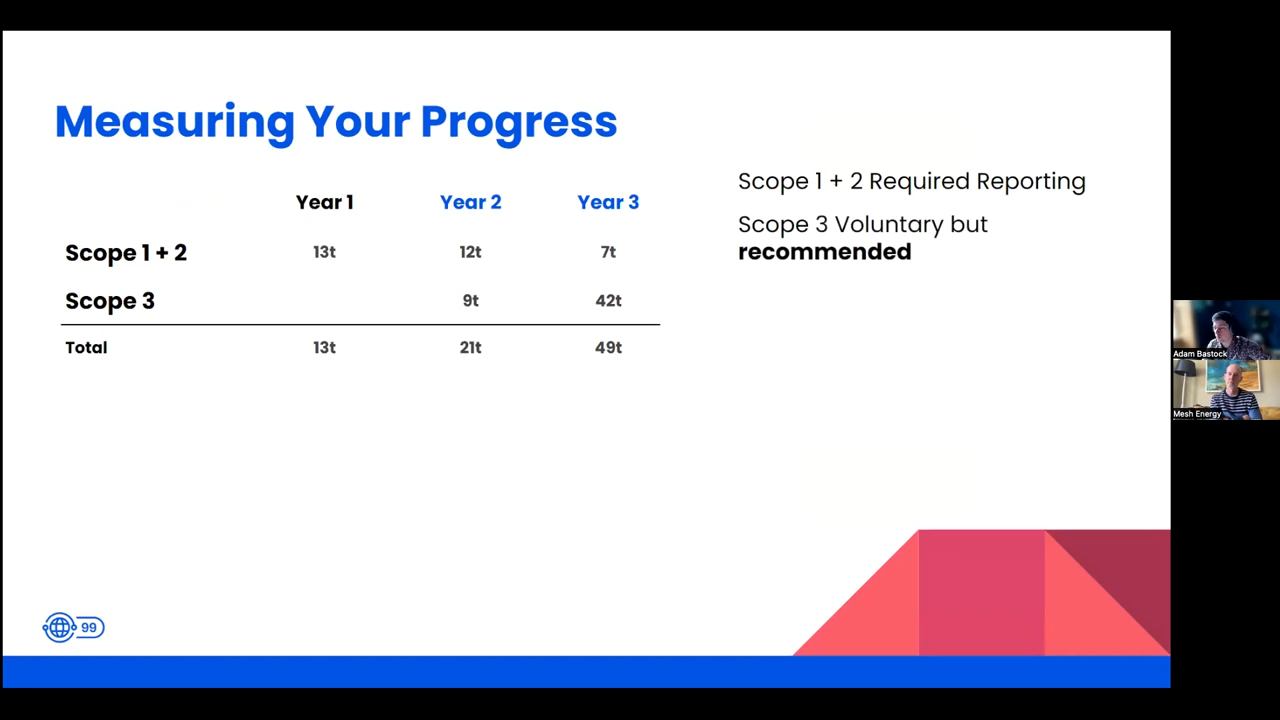 Measuring Your Progress
Year 1 Year 2 Year 3
Scope 1 + 2 13t 12t 7t
Scope 3 9t 42t
Total 13t 21t 49t
Scope 1 + 2 Required Reporting
Scope 3 Voluntary but
recommended
Adam Bastock
Mesh Energy
99